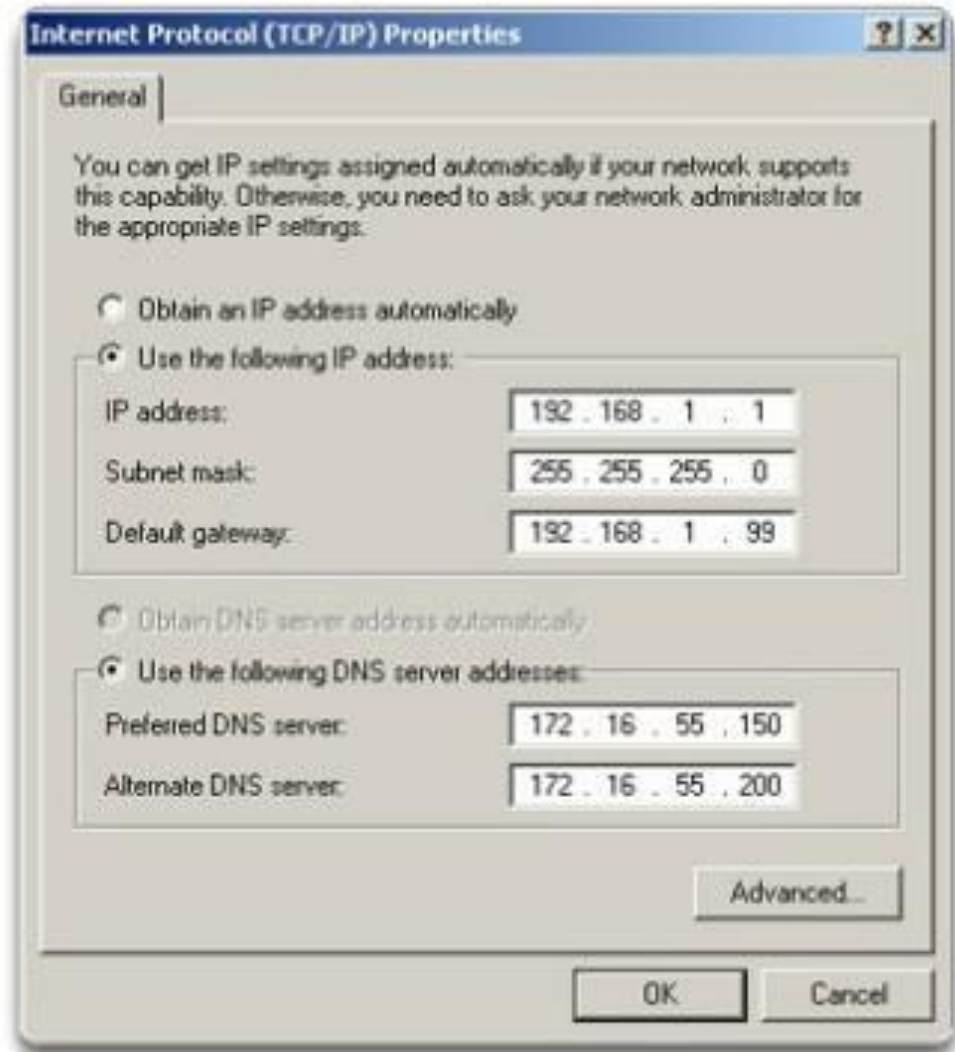 Internet Protocol (TCP/IP) Properties
General
You can get IP settings assigned automatically if your network supports
this capability. Otherwise, you need to ask your network administrator for
the appropriate IP settings.
Obtain an IP address automatically
Use the following IP address:
IP address: 192 . 168 . 1 . 1
Subnet mask: 255 . 255 . 255 . 0
Default gateway: 192 . 168 . 1 . 99
Obtain DNS server address automatically
Use the following DNS server addresses:
Preferred DNS server: 172 . 16 . 55 . 150
Alternate DNS server: 172 . 16 . 55 . 200
Advanced...
OK Cancel